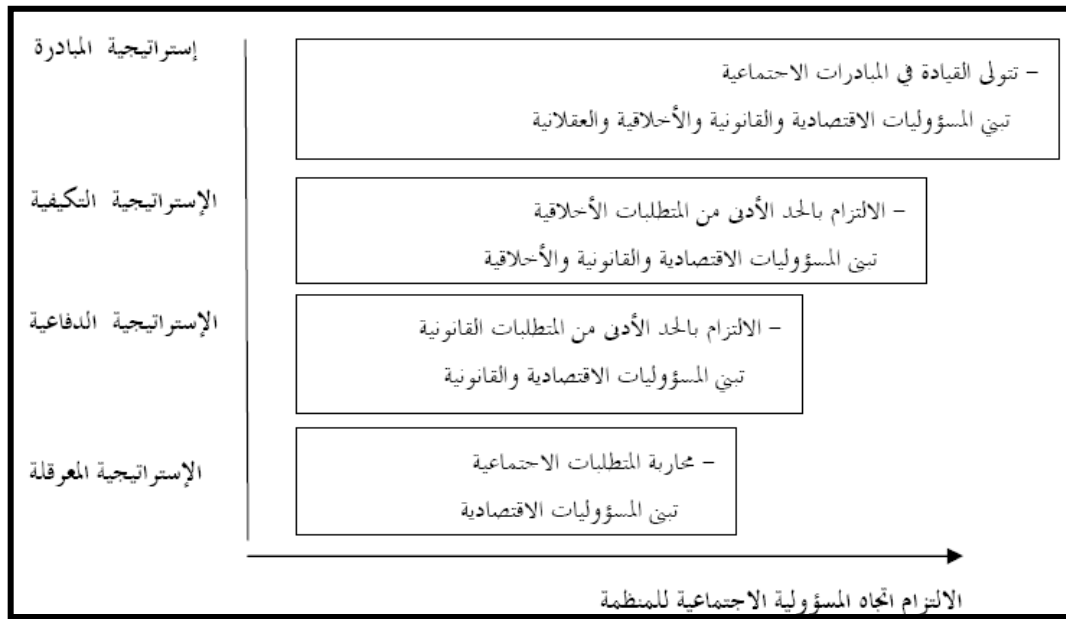 إستراتيجية المبادرة
– تتولى القيادة في المبادرات الاجتماعية
تبني المسؤوليات الاقتصادية والقانونية والأخلاقية والعقلانية
الإستراتيجية التكيفية
– الالتزام بالحد الأدنى من المتطلبات الأخلاقية
تبنى المسؤوليات الاقتصادية والقانونية والأخلاقية
الإستراتيجية الدفاعية
– الالتزام بالحد الأدنى من المتطلبات القانونية
تبني المسؤوليات الاقتصادية والقانونية
الإستراتيجية المعرقلة
– محاربة المتطلبات الاجتماعية
تبنى المسؤوليات الاقتصادية
الالتزام اتجاه المسؤولية الاجتماعية للمنظمة